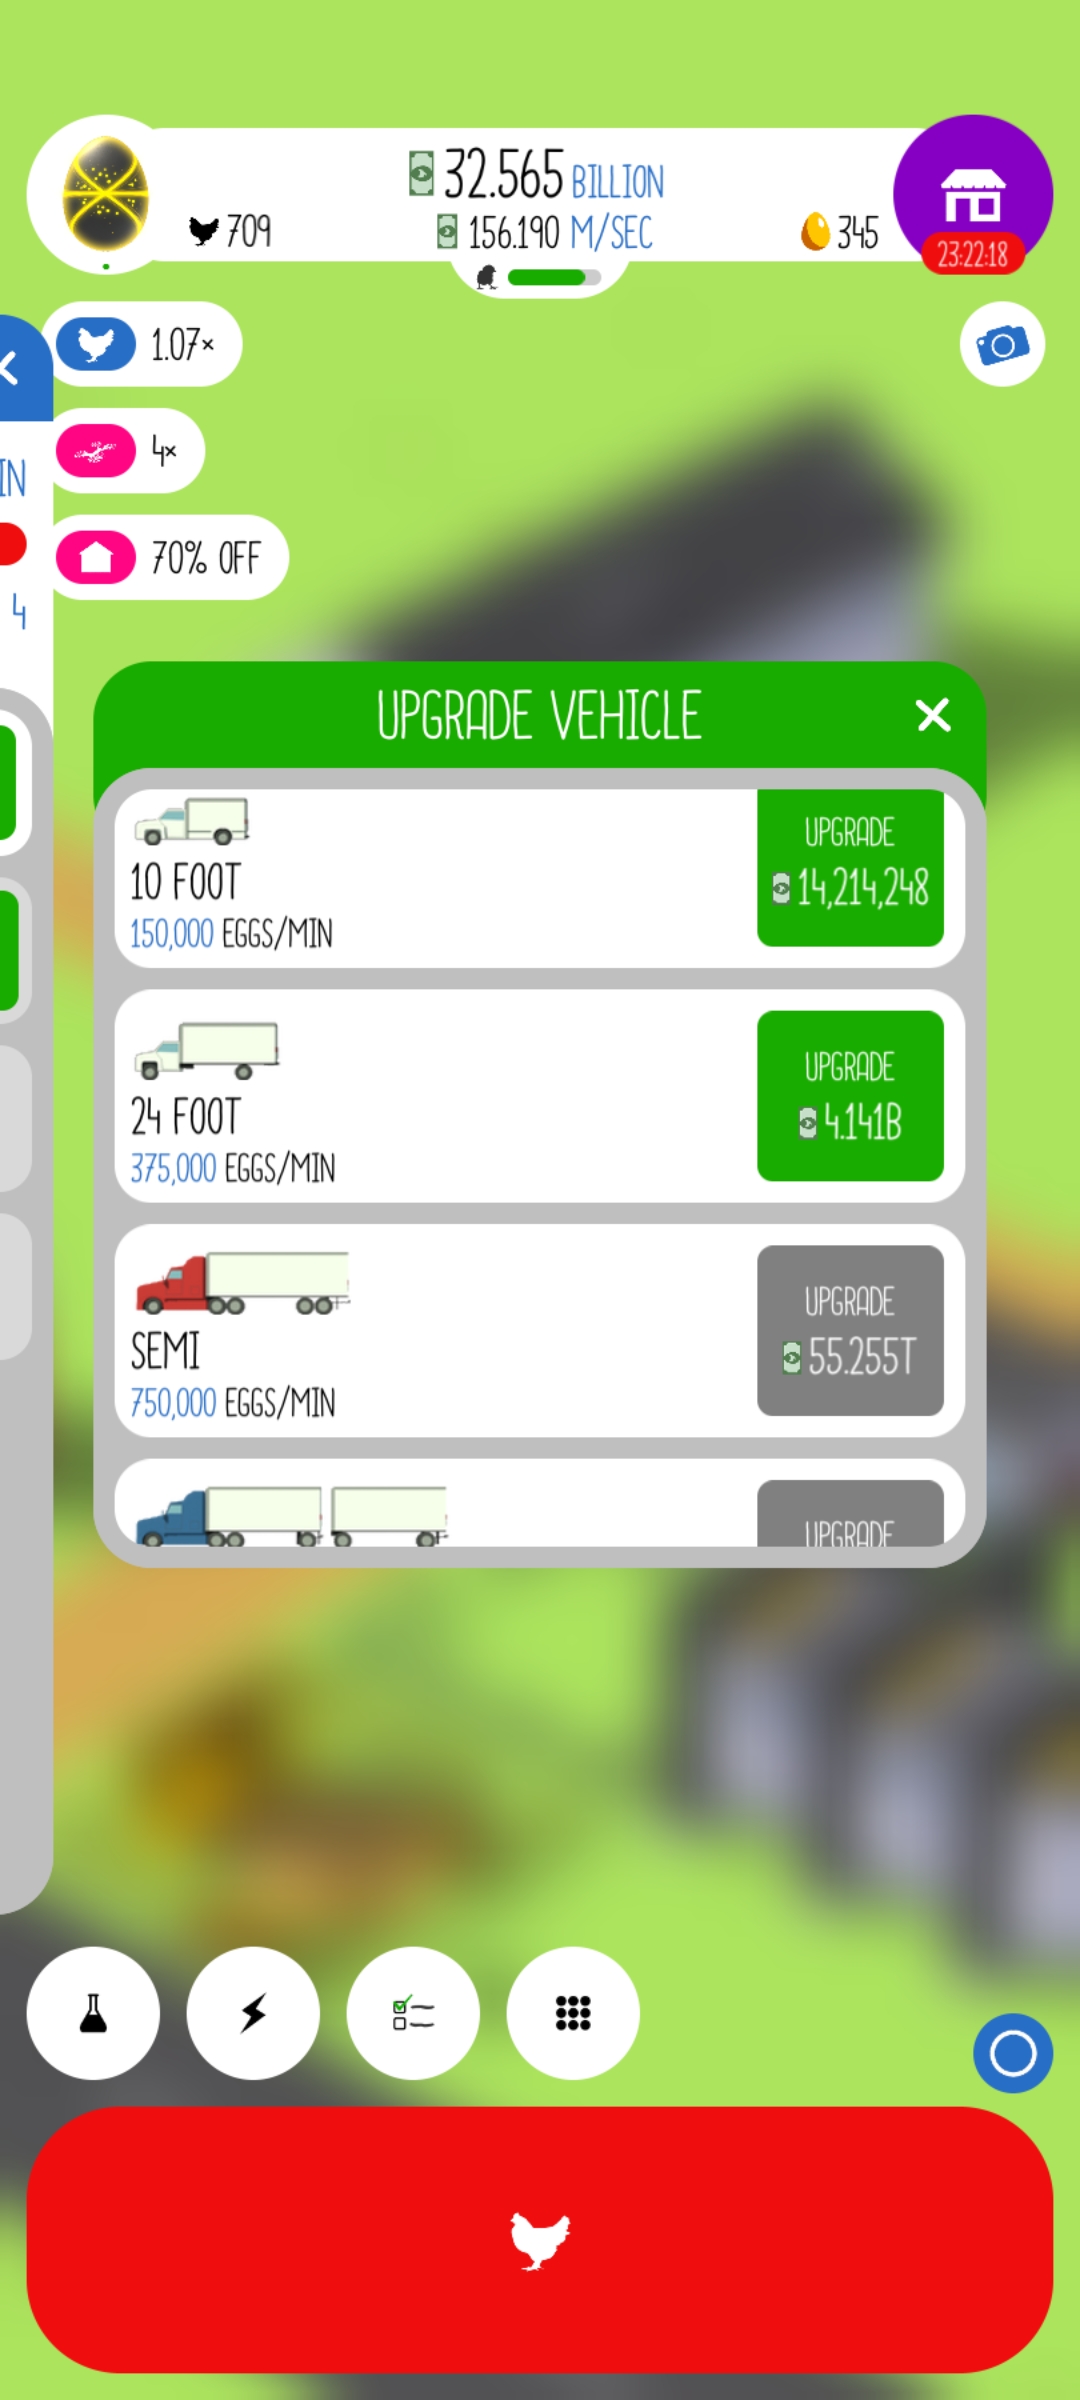 32.565 BILLION
709
156.190 M/SEC
345
23:22:18
1.07×
4×
IN
70% OFF
4
UPGRADE VEHICLE
10 FOOT
150,000 EGGS/MIN
UPGRADE
14,214,248
24 FOOT
375,000 EGGS/MIN
UPGRADE
4.141B
SEMI
750,000 EGGS/MIN
UPGRADE
55.255T
UPGRADE